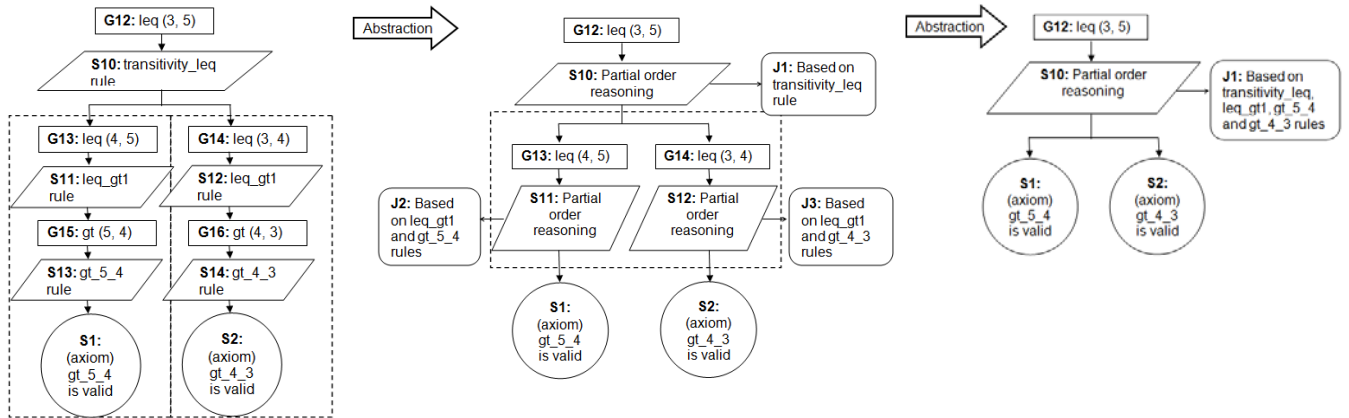 G12: leq (3, 5)
S10: transitivity_leq
rule
G13: leq (4, 5)
G14: leq (3, 4)
S11: leq_gt1
rule
S12: leq_gt1
rule
G15: gt (5, 4)
G16: gt (4, 3)
S13: gt_5_4
rule
S14: gt_4_3
rule
S1:
(axiom)
gt_5_4
is valid
S2:
(axiom)
gt_4_3
is valid
Abstraction
G12: leq (3, 5)
S10: Partial order
reasoning
J1: Based on
transitivity_leq
rule
G13: leq (4, 5)
G14: leq (3, 4)
J2: Based
on leq_gt1
and gt_5_4
rules
S11: Partial
order
reasoning
S12: Partial
order
reasoning
J3: Based
on leq_gt1
and gt_4_3
rules
S1:
(axiom)
gt_5_4
is valid
S2:
(axiom)
gt_4_3
is valid
Abstraction
G12: leq (3, 5)
S10: Partial order
reasoning
J1: Based on
transitivity_leq,
leq_gt1, gt_5_4
and gt_4_3 rules
S1:
(axiom)
gt_5_4
is valid
S2:
(axiom)
gt_4_3
is valid